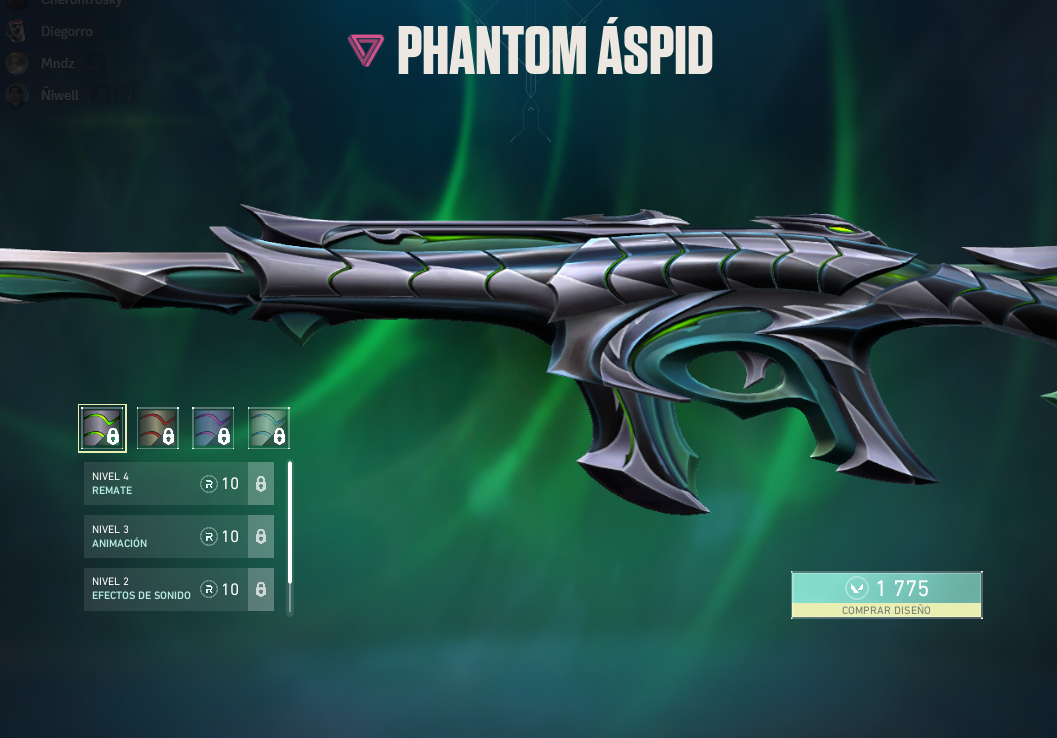 Cherontrosky
Diegorro
Mndz
Ñiwell
PHANTOM ÁSPID
NIVEL 4
REMATE
10
NIVEL 3
ANIMACIÓN
10
NIVEL 2
EFECTOS DE SONIDO
10
1 775
COMPRAR DISEÑO